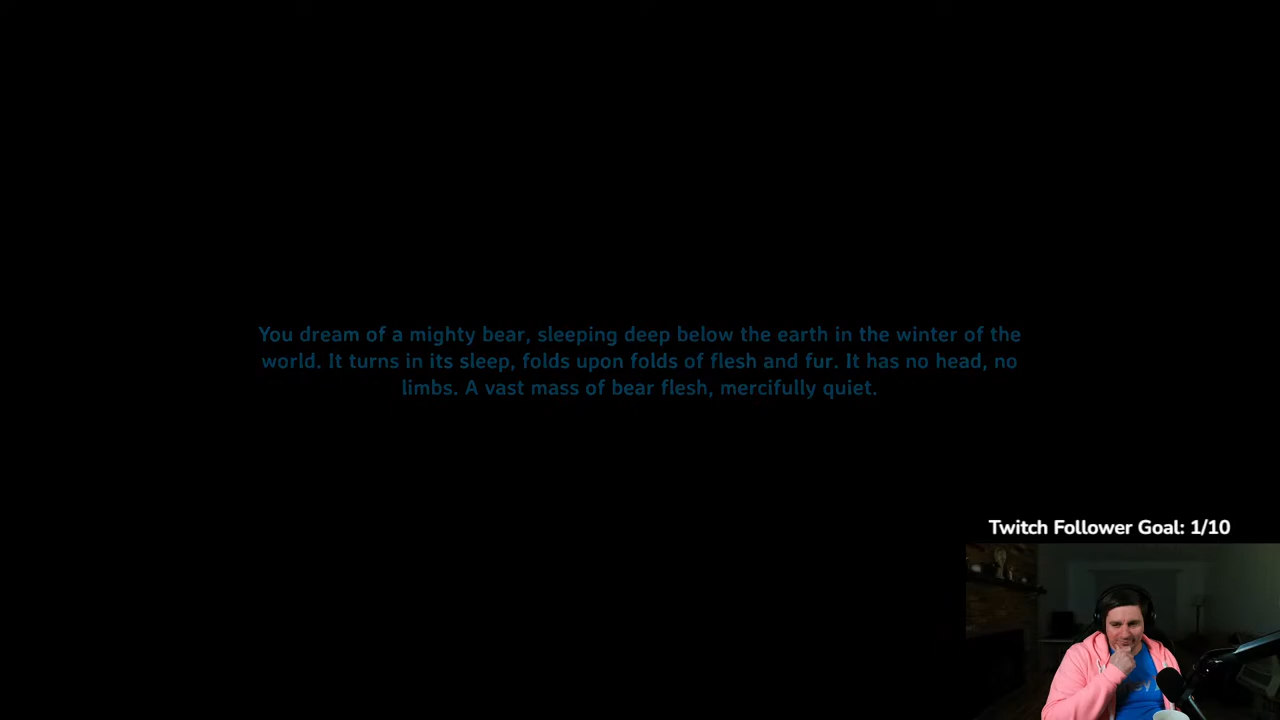 You dream of a mighty bear, sleeping deep below the earth in the winter of the
world. It turns in its sleep, folds upon folds of flesh and fur. It has no head, no
limbs. A vast mass of bear flesh, mercifully quiet.
Twitch Follower Goal: 1/10